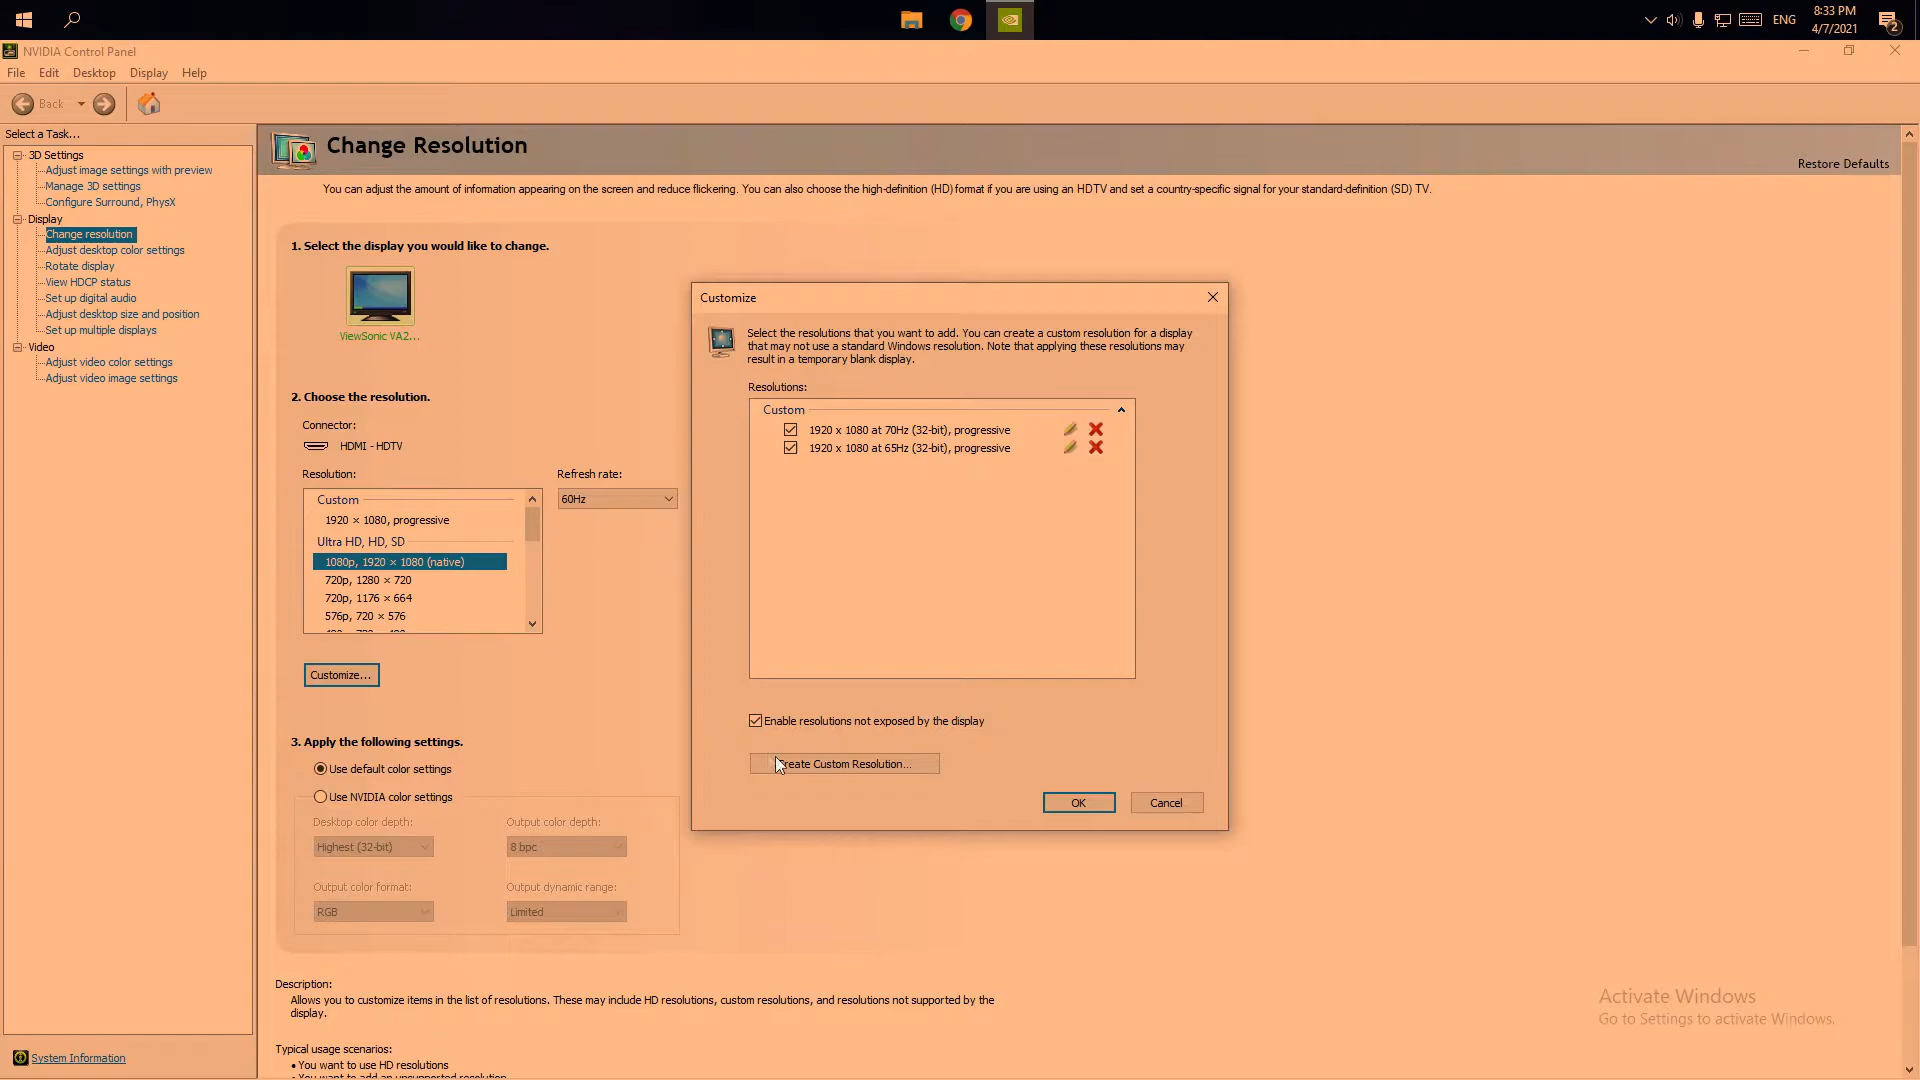 ENG
8:33 PM
4/7/2021
2
NVIDIA Control Panel
File Edit Desktop Display Help
Back
Select a Task...
3D Settings
Adjust image settings with preview
Manage 3D settings
Configure Surround, PhysX
Display
Change resolution
Adjust desktop color settings
Rotate display
View HDCP status
Set up digital audio
Adjust desktop size and position
Set up multiple displays
Video
Adjust video color settings
Adjust video image settings
System Information
Change Resolution
Restore Defaults
You can adjust the amount of information appearing on the screen and reduce flickering. You can also choose the high-definition (HD) format if you are using an HDTV and set a country-specific signal for your standard-definition (SD) TV.
1. Select the display you would like to change.
ViewSonic VA2...
2. Choose the resolution.
Connector:
HDMI - HDTV
Resolution:
Refresh rate:
Custom
1920 × 1080, progressive
Ultra HD, HD, SD
1080p, 1920 × 1080 (native)
720p, 1280 × 720
720p, 1176 × 664
576p, 720 × 576
60Hz
Customize...
3. Apply the following settings.
Use default color settings
Use NVIDIA color settings
Desktop color depth:
Output color depth:
Highest (32-bit)
8 bpc
Output color format:
Output dynamic range:
RGB
Limited
Description:
Allows you to customize items in the list of resolutions. These may include HD resolutions, custom resolutions, and resolutions not supported by the
display.
Typical usage scenarios:
• You want to use HD resolutions
• You want to add an unsupported resolution
Customize
Select the resolutions that you want to add. You can create a custom resolution for a display
that may not use a standard Windows resolution. Note that applying these resolutions may
result in a temporary blank display.
Resolutions:
Custom
1920 x 1080 at 70Hz (32-bit), progressive
1920 x 1080 at 65Hz (32-bit), progressive
Enable resolutions not exposed by the display
Create Custom Resolution...
OK
Cancel
Activate Windows
Go to Settings to activate Windows.